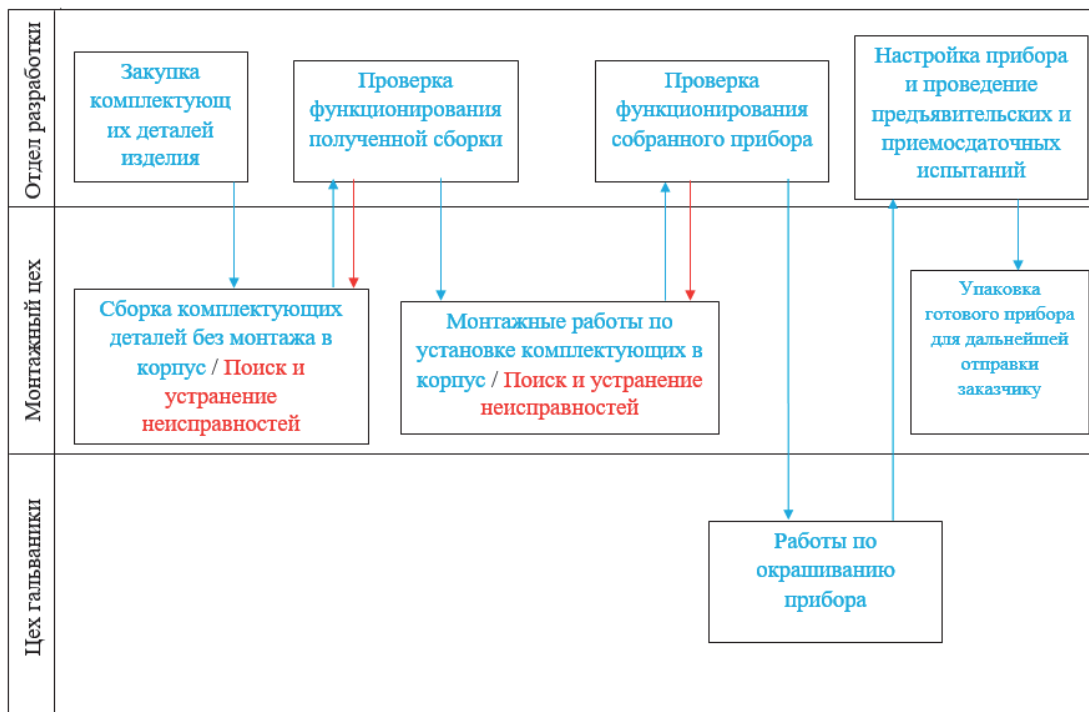 Отдел разработки
Закупка
комплектующ
их деталей
изделия
Проверка
функционирования
полученной сборки
Проверка
функционирования
собранного прибора
Настройка прибора
и проведение
предъявительских и
приемосдаточных
испытаний
Монтажный цех
Сборка комплектующих
деталей без монтажа в
корпус / Поиск и
устранение
неисправностей
Монтажные работы по
установке комплектующих в
корпус / Поиск и устранение
неисправностей
Упаковка
готового прибора
для дальнейшей
отправки
заказчику
Цех гальваники
Работы по
окрашиванию
прибора